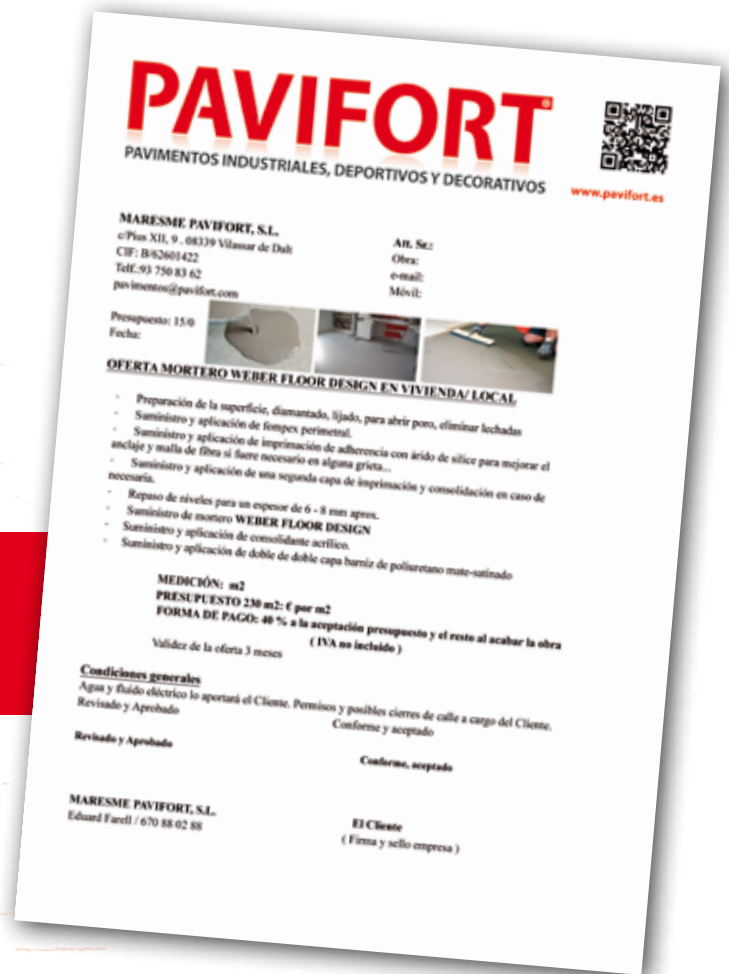 PAVIFORT®
PAVIMENTOS INDUSTRIALES, DEPORTIVOS Y DECORATIVOS
www.pavifort.es
MARESME PAVIFORT, S.L.
c/Pius XII, 9 . 08339 Vilassar de Dalt
CIF: B/62601422
Telf.:93 750 83 62
pavimentos@pavifort.com
Att. Sr.:
Obra:
e-mail:
Móvil:
Presupuesto: 15/0
Fecha:
OFERTA MORTERO WEBER FLOOR DESIGN EN VIVIENDA/ LOCAL
- Preparación de la superficie, diamantado, lijado, para abrir poro, eliminar lechadas
- Suministro y aplicación de fompex perimetral.
- Suministro y aplicación de imprimación de adherencia con árido de sílice para mejorar el
anclaje y malla de fibra si fuere necesario en alguna grieta...
- Suministro y aplicación de una segunda capa de imprimación y consolidación en caso de
necesaria.
- Repaso de niveles para un espesor de 6 - 8 mm aprox.
- Suministro de mortero WEBER FLOOR DESIGN
- Suministro y aplicación de consolidante acrílico.
- Suministro y aplicación de doble de doble capa barniz de poliuretano mate-satinado
MEDICIÓN: m2
PRESUPUESTO 230 m2: € por m2
FORMA DE PAGO: 40 % a la aceptación presupuesto y el resto al acabar la obra
( IVA no incluido )
Validez de la oferta 3 meses
Condiciones generales
Agua y fluido eléctrico lo aportará el Cliente. Permisos y posibles cierres de calle a cargo del Cliente.
Revisado y Aprobado
Conforme y aceptado
Revisado y Aprobado
Conforme, aceptado
MARESME PAVIFORT, S.L.
Eduard Farell / 670 88 02 88
El Cliente
( Firma y sello empresa )